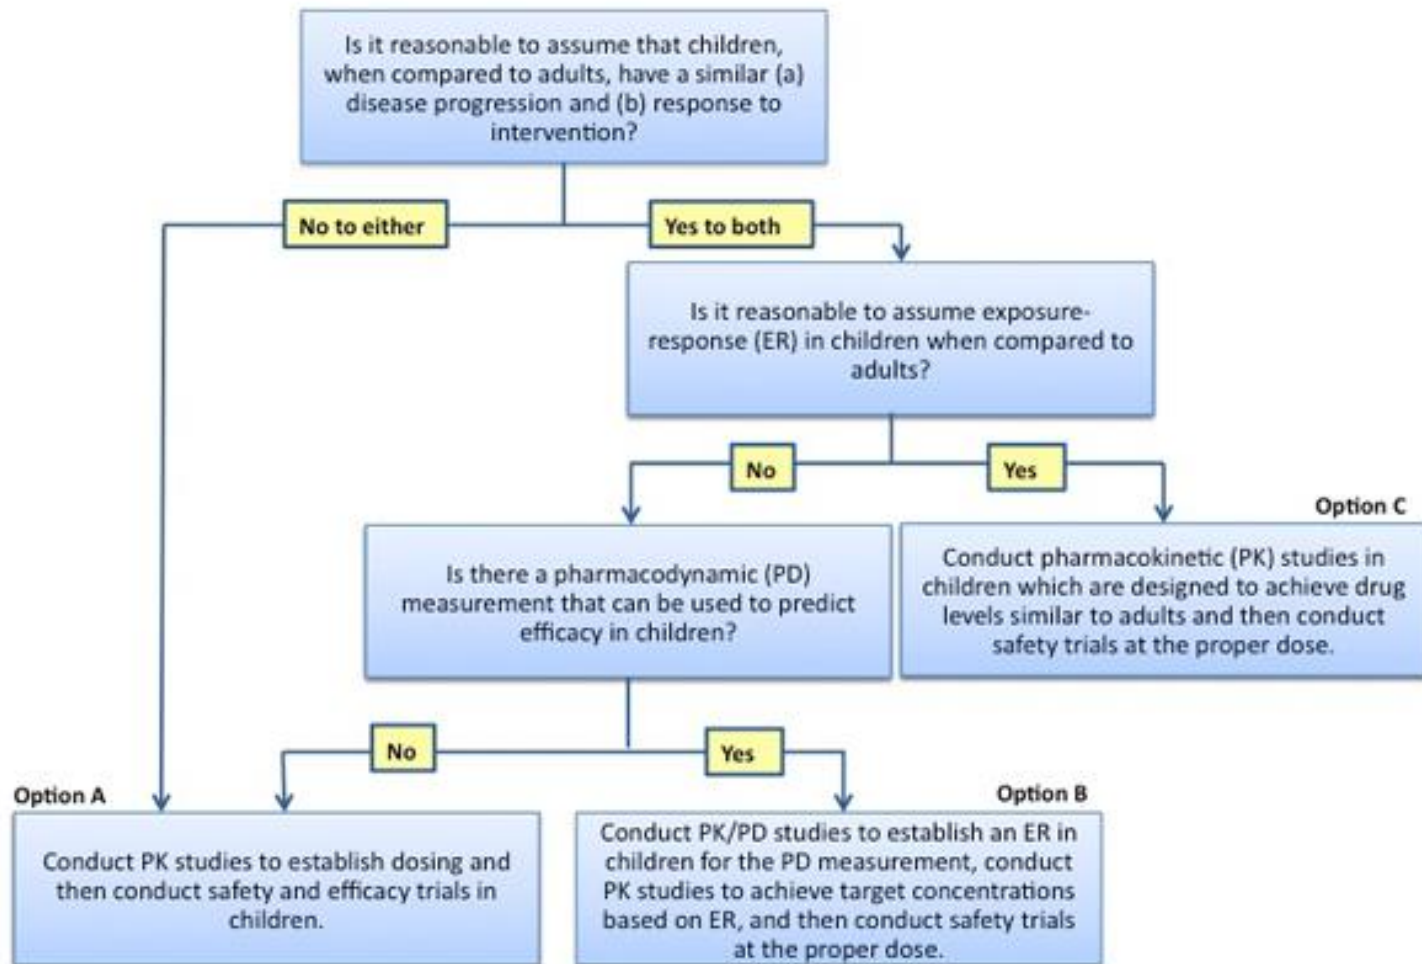 Is it reasonable to assume that children,
when compared to adults, have a similar (a)
disease progression and (b) response to
intervention?
No to either
Yes to both
Is it reasonable to assume exposure-
response (ER) in children when compared to
adults?
No
Yes
Option C
Is there a pharmacodynamic (PD)
measurement that can be used to predict
efficacy in children?
Conduct pharmacokinetic (PK) studies in
children which are designed to achieve drug
levels similar to adults and then conduct
safety trials at the proper dose.
No
Yes
Option A
Option B
Conduct PK studies to establish dosing and
then conduct safety and efficacy trials in
children.
Conduct PK/PD studies to establish an ER in
children for the PD measurement, conduct
PK studies to achieve target concentrations
based on ER, and then conduct safety trials
at the proper dose.